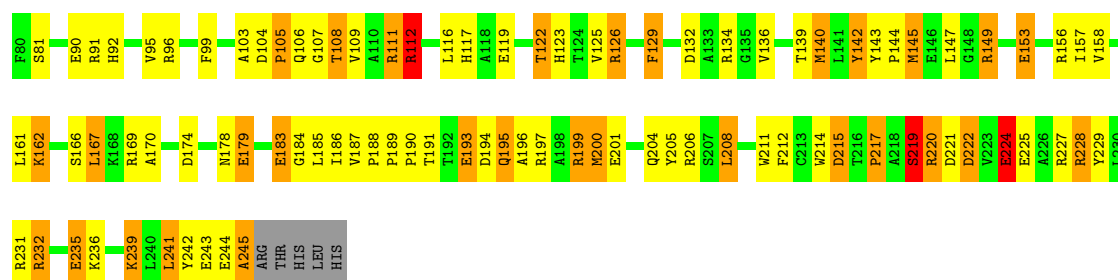 F80 S81 E90 R91 H92 V95 R96 F99 A103 D104 P105 Q106 G107 T108 V109 A110 R111 R112 L116 H117 A118 E119 T122 H123 T124 V125 R126 F129 D132 A133 R134 G135 V136 T139 M140 L141 Y142 Y143 P144 M145 E146 L147 G148 R149 E153 R156 I157 V158
L161 K162 S166 L167 K168 R169 A170 D174 N178 E179 E183 G184 L185 I186 V187 P188 P189 P190 T191 T192 E193 D194 Q195 A196 R197 A198 R199 M200 E201 Q204 Y205 R206 S207 L208 W211 F212 C213 W214 D215 T216 P217 A218 S219 R220 D221 D222 V223 E224 E225 A226 R227 R228 Y229 L230
R231 R232 E235 K236 K239 L240 L241 Y242 E243 E244 A245 ARG THR HIS LEU HIS